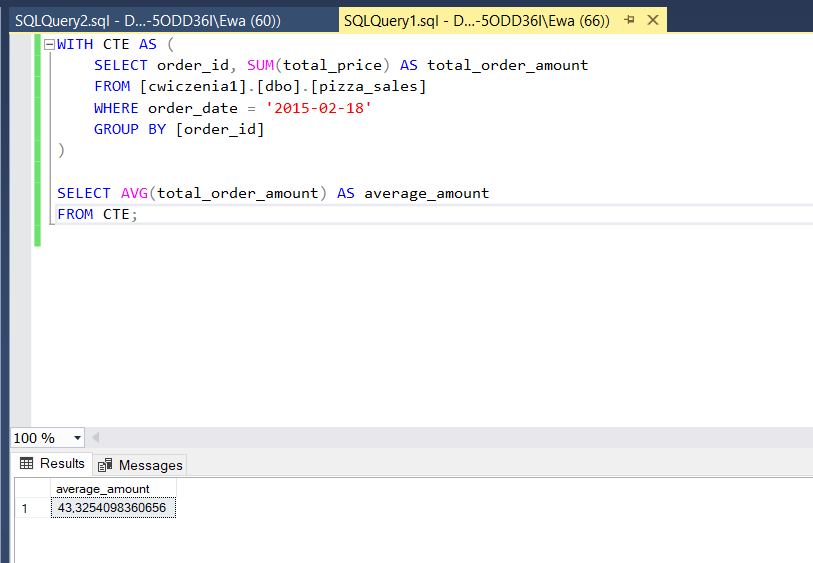 SQLQuery2.sql - D...-5ODD36I\Ewa (60))
SQLQuery1.sql - D...-5ODD36I\Ewa (66))
WITH CTE AS (
SELECT order_id, SUM(total_price) AS total_order_amount
FROM [cwiczenia1].[dbo].[pizza_sales]
WHERE order_date = '2015-02-18'
GROUP BY [order_id]
)
SELECT AVG(total_order_amount) AS average_amount
FROM CTE;
100 %
Results
Messages
average_amount
1 43,3254098360656